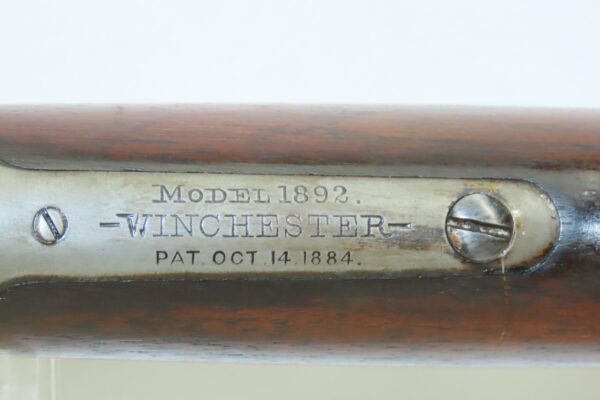 MODEL 1892.
-WINCHESTER-
PAT. OCT. 14. 1884.